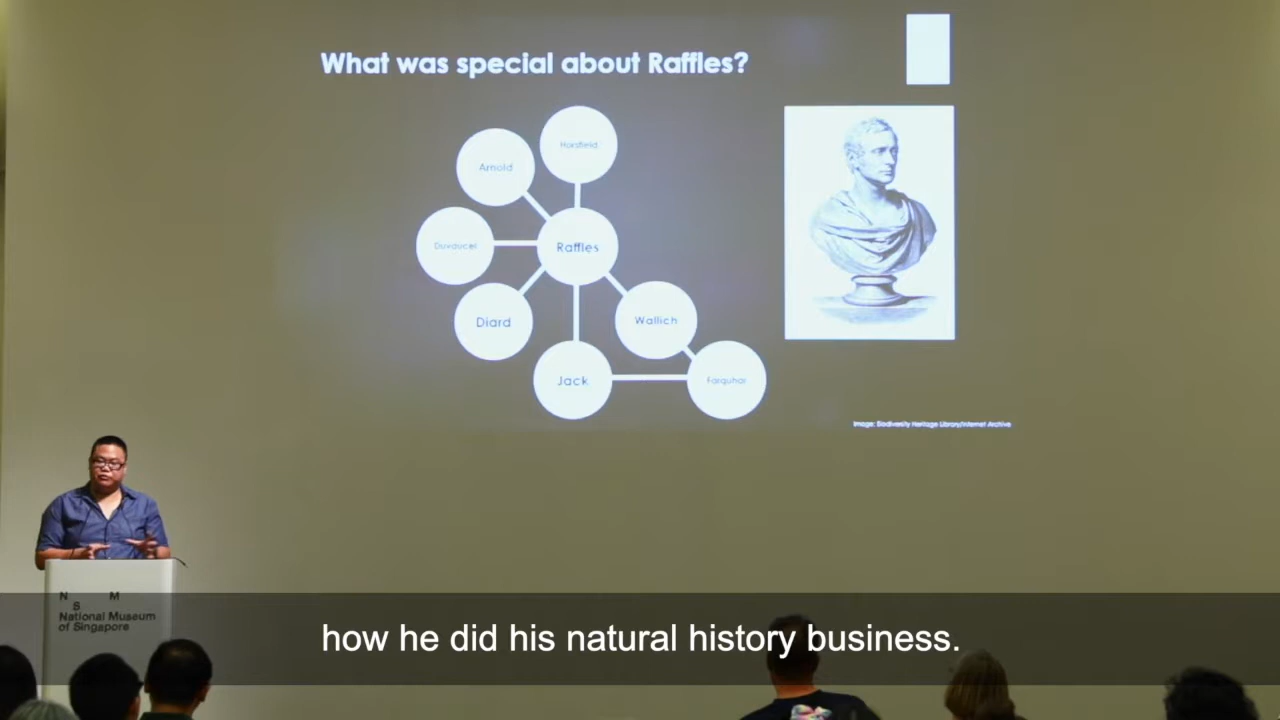 What was special about Raffles?
Horsfield
Arnold
Duvaucel
Raffles
Diard
Wallich
Jack
Farquhar
Image: Biodiversity Heritage Library/Internet Archive
N M
S
National Museum
of Singapore
how he did his natural history business.